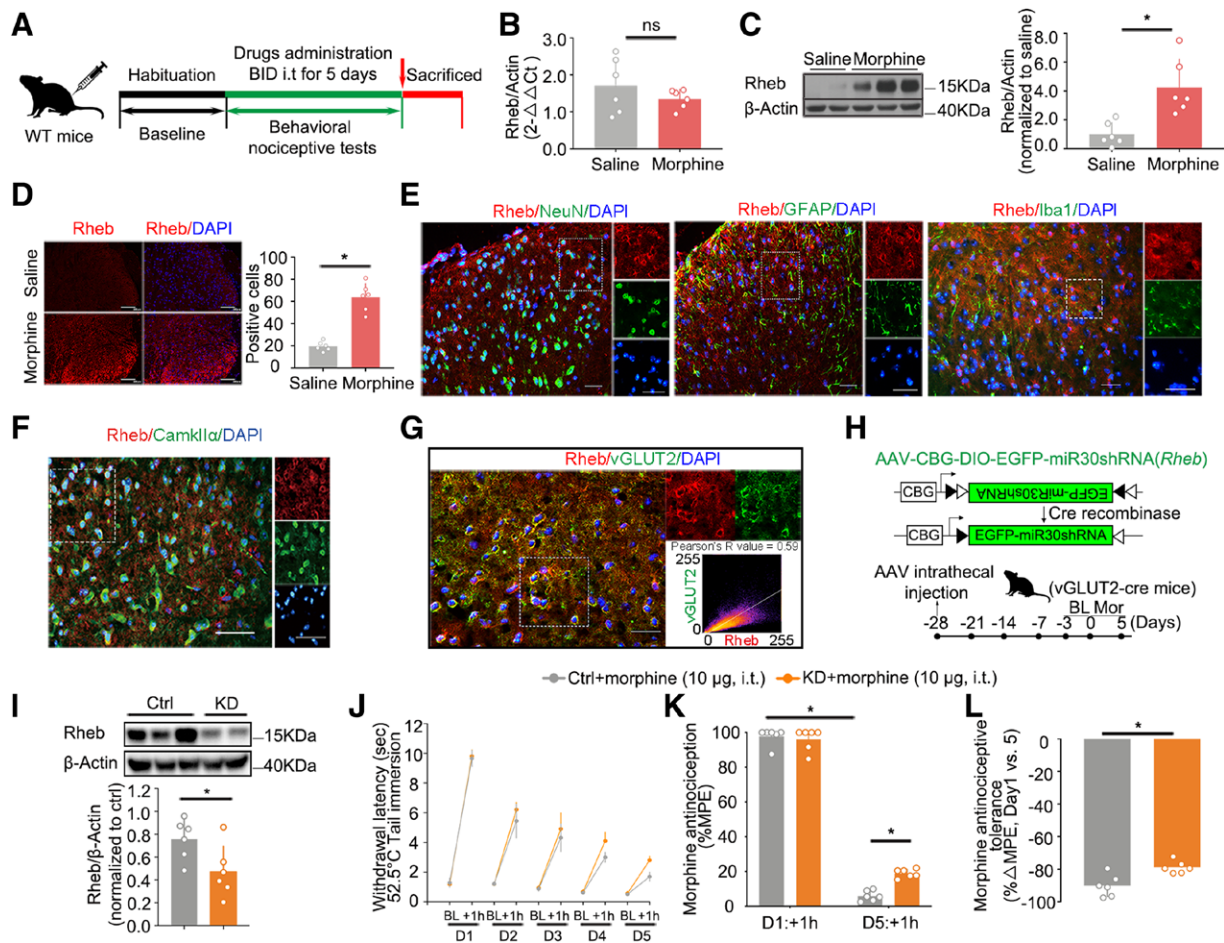 A
Habituation
Drugs administration
BID i.t for 5 days
Sacrificed
WT mice
Baseline
Behavioral
nociceptive tests
B
ns
Rheb/Actin
(2-△△Ct)
3.0
2.0
1.0
0.0
Saline Morphine
C
Saline Morphine
Rheb
15KDa
β-Actin
40KDa
*
Rheb/Actin
(normalized to saline)
8.0
6.0
4.0
2.0
0.0
Saline Morphine
D
Rheb Rheb/DAPI
Saline
Morphine
*
Positive cells
100
80
60
40
20
0
Saline Morphine
E
Rheb/NeuN/DAPI
Rheb/GFAP/DAPI
Rheb/Iba1/DAPI
F
Rheb/CamkIIα/DAPI
G
Rheb/vGLUT2/DAPI
Pearson's R value = 0.59
255
vGLUT2
0
0 Rheb 255
H
AAV-CBG-DIO-EGFP-miR30shRNA(Rheb)
CBG EGFP-miR30shRNA
Cre recombinase
CBG EGFP-miR30shRNA
AAV intrathecal
injection
(vGLUT2-cre mice)
BL Mor
-28 -21 -14 -7 -3 0 5 (Days)
Ctrl+morphine (10 µg, i.t.) KD+morphine (10 µg, i.t.)
I
Ctrl KD
Rheb
15KDa
β-Actin
40KDa
Rheb/β-Actin
(normalized to ctrl)
1.2
1.0
0.8
0.6
0.4
0.2
0.0
*
J
Withdrawal latency (sec)
52.5°C Tail immersion
12
10
8
6
4
2
0
BL +1h BL +1h BL +1h BL +1h BL +1h
D1 D2 D3 D4 D5
K
Morphine antinociception
(%MPE)
100
80
60
40
20
0
*
*
D1:+1h D5:+1h
L
Morphine antinociceptive
tolerance
(%△MPE, Day1 vs. 5)
*
0
-20
-40
-60
-80
-100